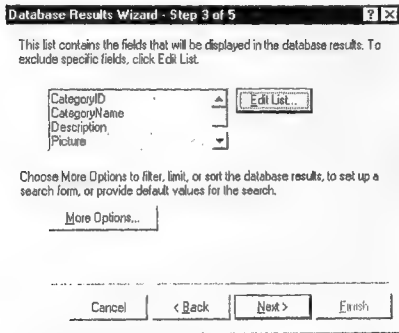 Database Results Wizard - Step 3 of 5
This list contains the fields that will be displayed in the database results. To
exclude specific fields, click Edit List.
CategoryID
CategoryName
Description
Picture
Edit List...
Choose More Options to filter, limit, or sort the database results, to set up a
search form, or provide default values for the search.
More Options...
Cancel
< Back
Next >
Finish